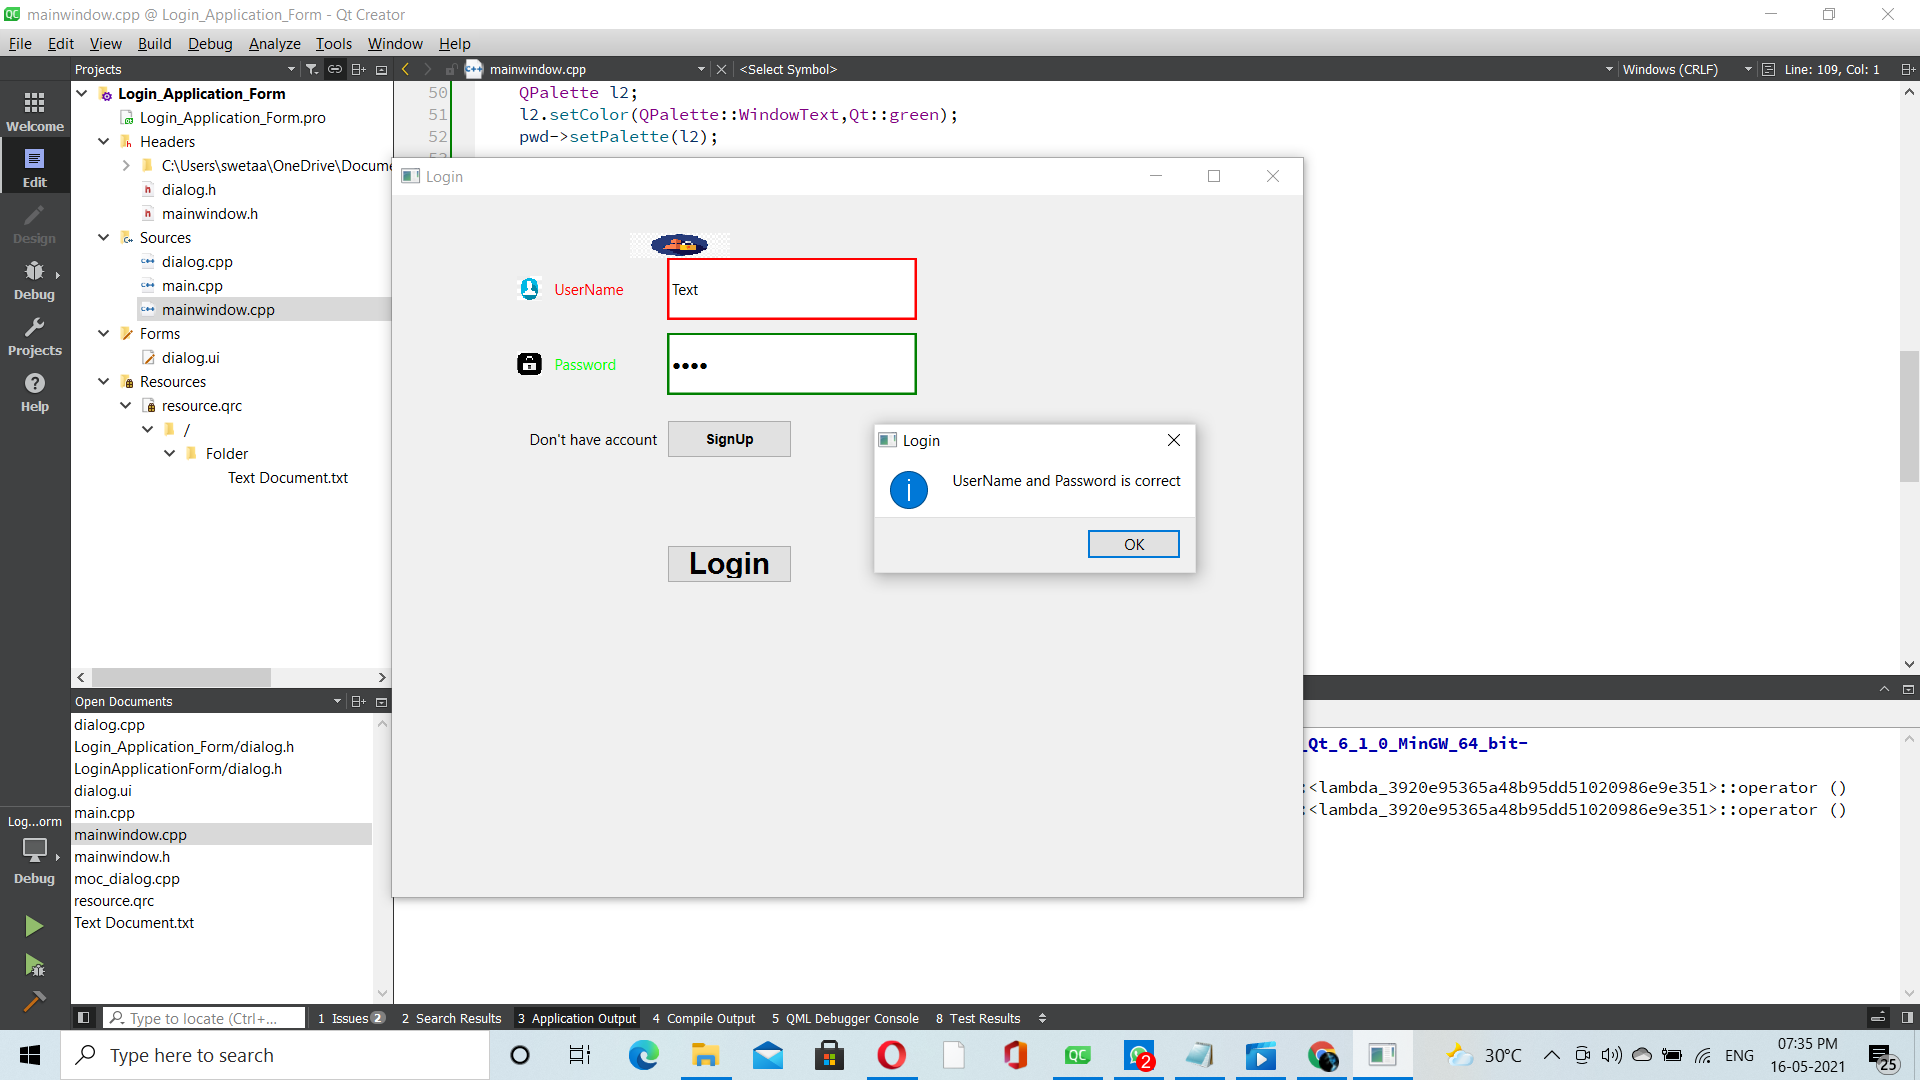 QC mainwindow.cpp @ Login_Application_Form - Qt Creator
File Edit View Build Debug Analyze Tools Window Help
Projects
mainwindow.cpp
<Select Symbol>
Windows (CRLF)
Line: 109, Col: 1
Welcome
Edit
Design
Debug
Projects
Help
Login_Application_Form
Login_Application_Form.pro
Headers
C:\Users\swetaa\OneDrive\Docume
dialog.h
mainwindow.h
Sources
dialog.cpp
main.cpp
mainwindow.cpp
Forms
dialog.ui
Resources
resource.qrc
/
Folder
Text Document.txt
50 QPalette l2;
51 l2.setColor(QPalette::WindowText,Qt::green);
52 pwd->setPalette(l2);
Login
UserName
Text
Password
Don't have account
SignUp
Login
Login
UserName and Password is correct
OK
Open Documents
dialog.cpp
Login_Application_Form/dialog.h
LoginApplicationForm/dialog.h
dialog.ui
main.cpp
mainwindow.cpp
mainwindow.h
moc_dialog.cpp
resource.qrc
Text Document.txt
Log...orm
Debug
_Qt_6_1_0_MinGW_64_bit-
:<lambda_3920e95365a48b95dd51020986e9e351>::operator ()
:<lambda_3920e95365a48b95dd51020986e9e351>::operator ()
Type to locate (Ctrl+...
1 Issues 2
2 Search Results
3 Application Output
4 Compile Output
5 QML Debugger Console
8 Test Results
Type here to search
QC
2
30°C
ENG
07:35 PM
16-05-2021
25